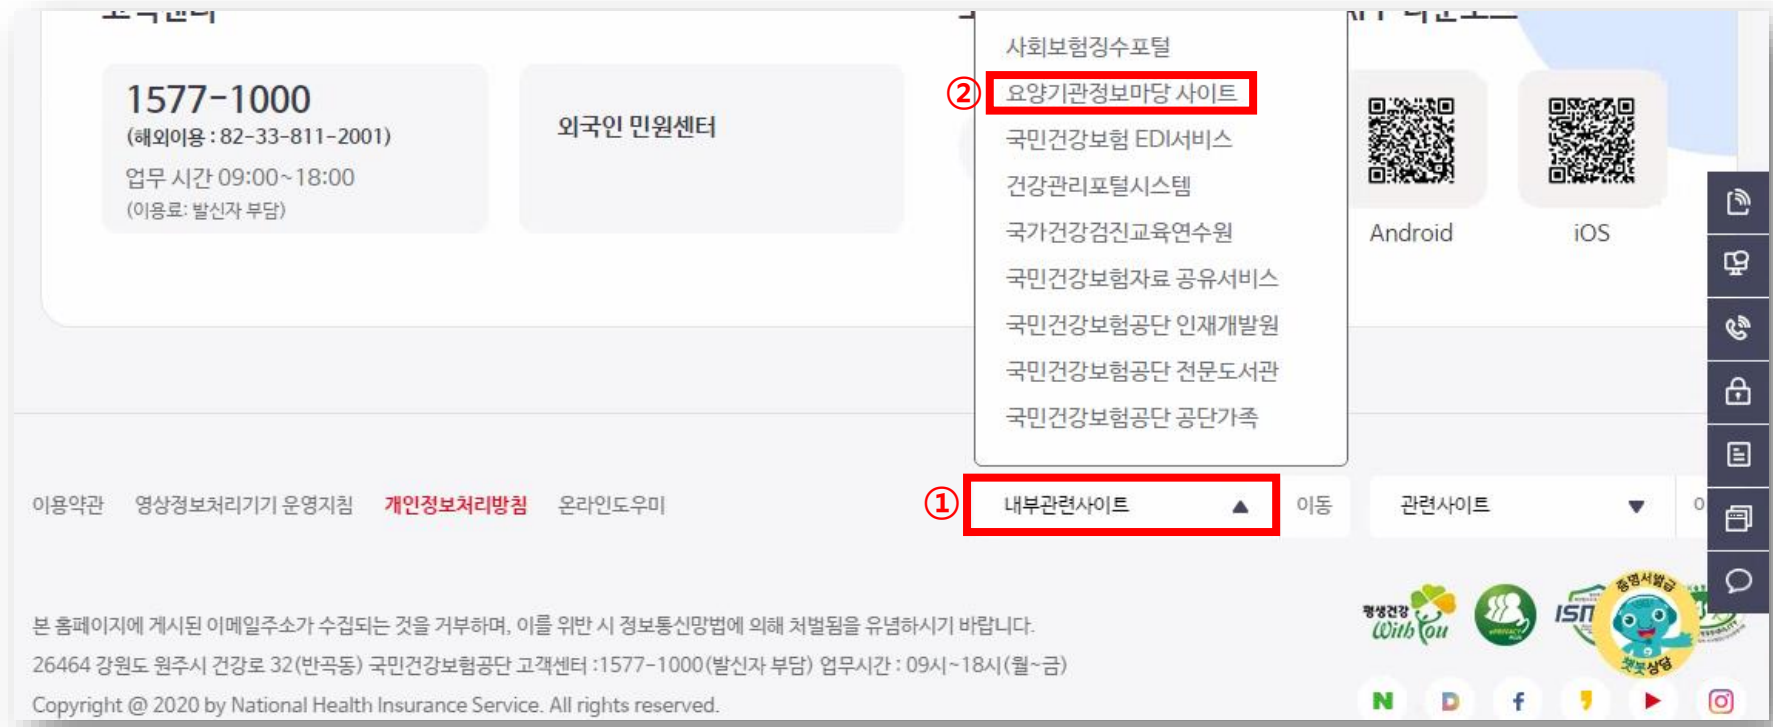 고객센터
1577-1000
(해외이용 : 82-33-811-2001)
업무 시간 09:00~18:00
(이용료: 발신자 부담)
외국인 민원센터
사회보험징수포털
② 요양기관정보마당 사이트
국민건강보험 EDI서비스
건강관리포털시스템
국가건강검진교육연수원
국민건강보험자료 공유서비스
국민건강보험공단 인재개발원
국민건강보험공단 전문도서관
국민건강보험공단 공단가족
Android
iOS
이용약관 영상정보처리기기 운영지침 개인정보처리방침 온라인도우미
① 내부관련사이트 ▲ 이동 관련사이트 ▼
본 홈페이지에 게시된 이메일주소가 수집되는 것을 거부하며, 이를 위반 시 정보통신망법에 의해 처벌됨을 유념하시기 바랍니다.
26464 강원도 원주시 건강로 32(반곡동) 국민건강보험공단 고객센터 :1577-1000(발신자 부담) 업무시간 : 09시~18시(월~금)
Copyright @ 2020 by National Health Insurance Service. All rights reserved.
평생건강
With You
증명서발급
챗봇상담